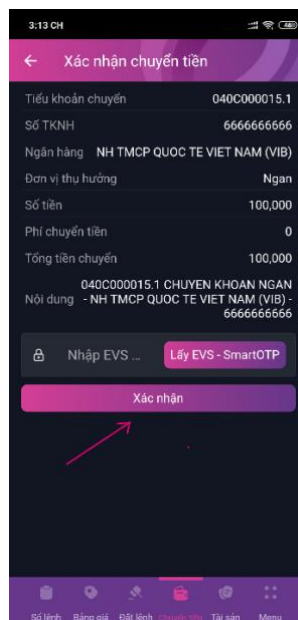 3:13 CH
Xác nhận chuyển tiền
Tiểu khoản chuyển 040C000015.1
Số TKNH 6666666666
Ngân hàng NH TMCP QUOC TE VIET NAM (VIB)
Đơn vị thụ hưởng Ngan
Số tiền 100,000
Phí chuyển tiền 0
Tổng tiền chuyển 100,000
040C000015.1 CHUYEN KHOAN NGAN
Nội dung - NH TMCP QUOC TE VIET NAM (VIB) -
6666666666
Nhập EVS ... Lấy EVS - SmartOTP
Xác nhận
Sổ lệnh Bảng giá Đặt lệnh Chuyển tiền Tài sản Menu